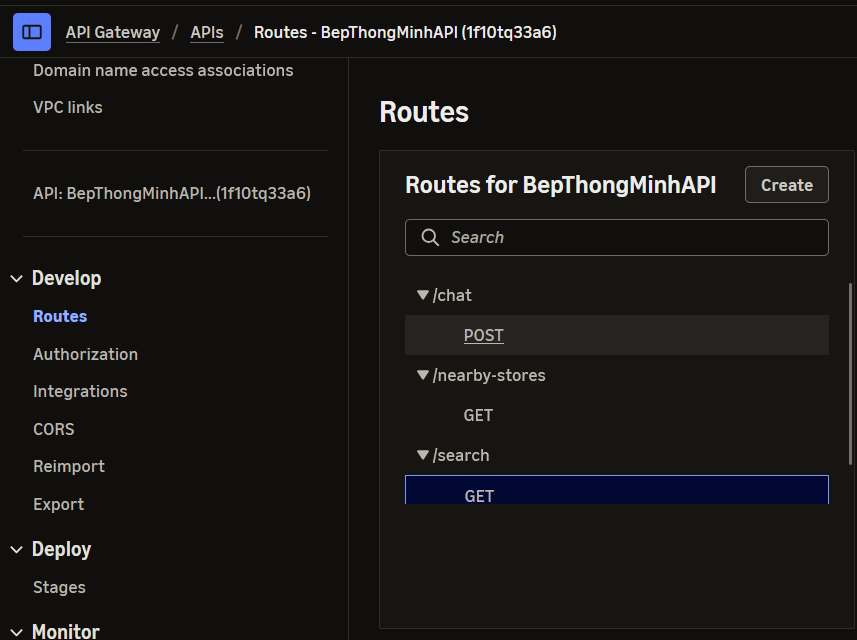 API Gateway / APIs / Routes - BepThongMinhAPI (1f10tq33a6)
Domain name access associations
VPC links
API: BepThongMinhAPI...(1f10tq33a6)
Develop
Routes
Authorization
Integrations
CORS
Reimport
Export
Deploy
Stages
Monitor
Routes
Routes for BepThongMinhAPI
Create
Search
/chat
POST
/nearby-stores
GET
/search
GET